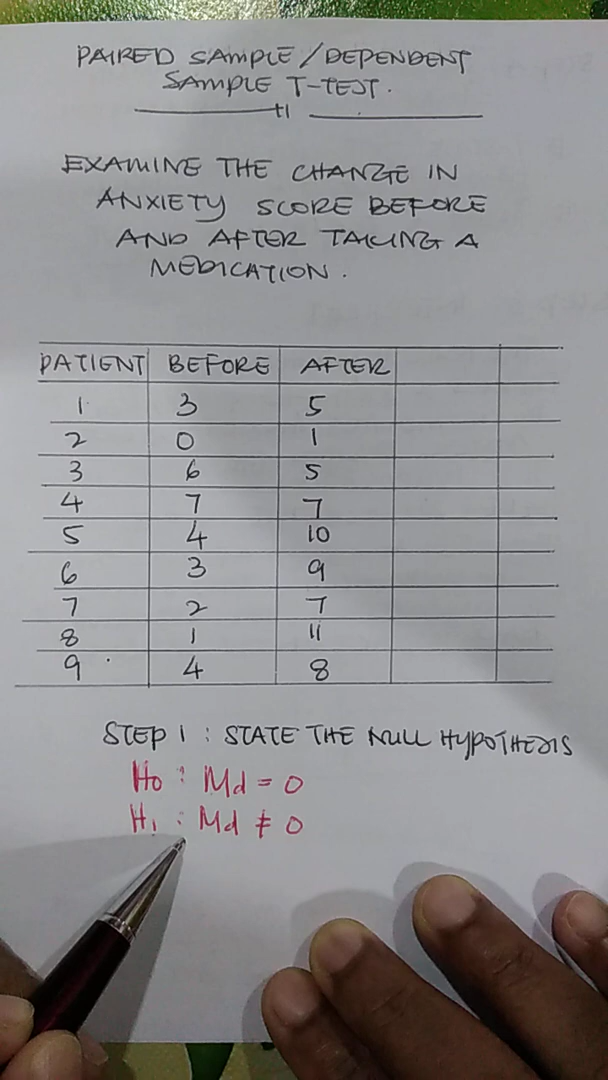 PAIRED SAMPLE/DEPENDENT
SAMPLE T-TEST.
EXAMINE THE CHANGE IN
ANXIETY SCORE BEFORE
AND AFTER TAKING A
MEDICATION.
PATIENT BEFORE AFTER
1 3 5
2 0 1
3 6 5
4 7 7
5 4 10
6 3 9
7 2 7
8 1 11
9 4 8
STEP 1 : STATE THE NULL HYPOTHESIS
H₀ : Md = 0
H₁ : Md ≠ 0